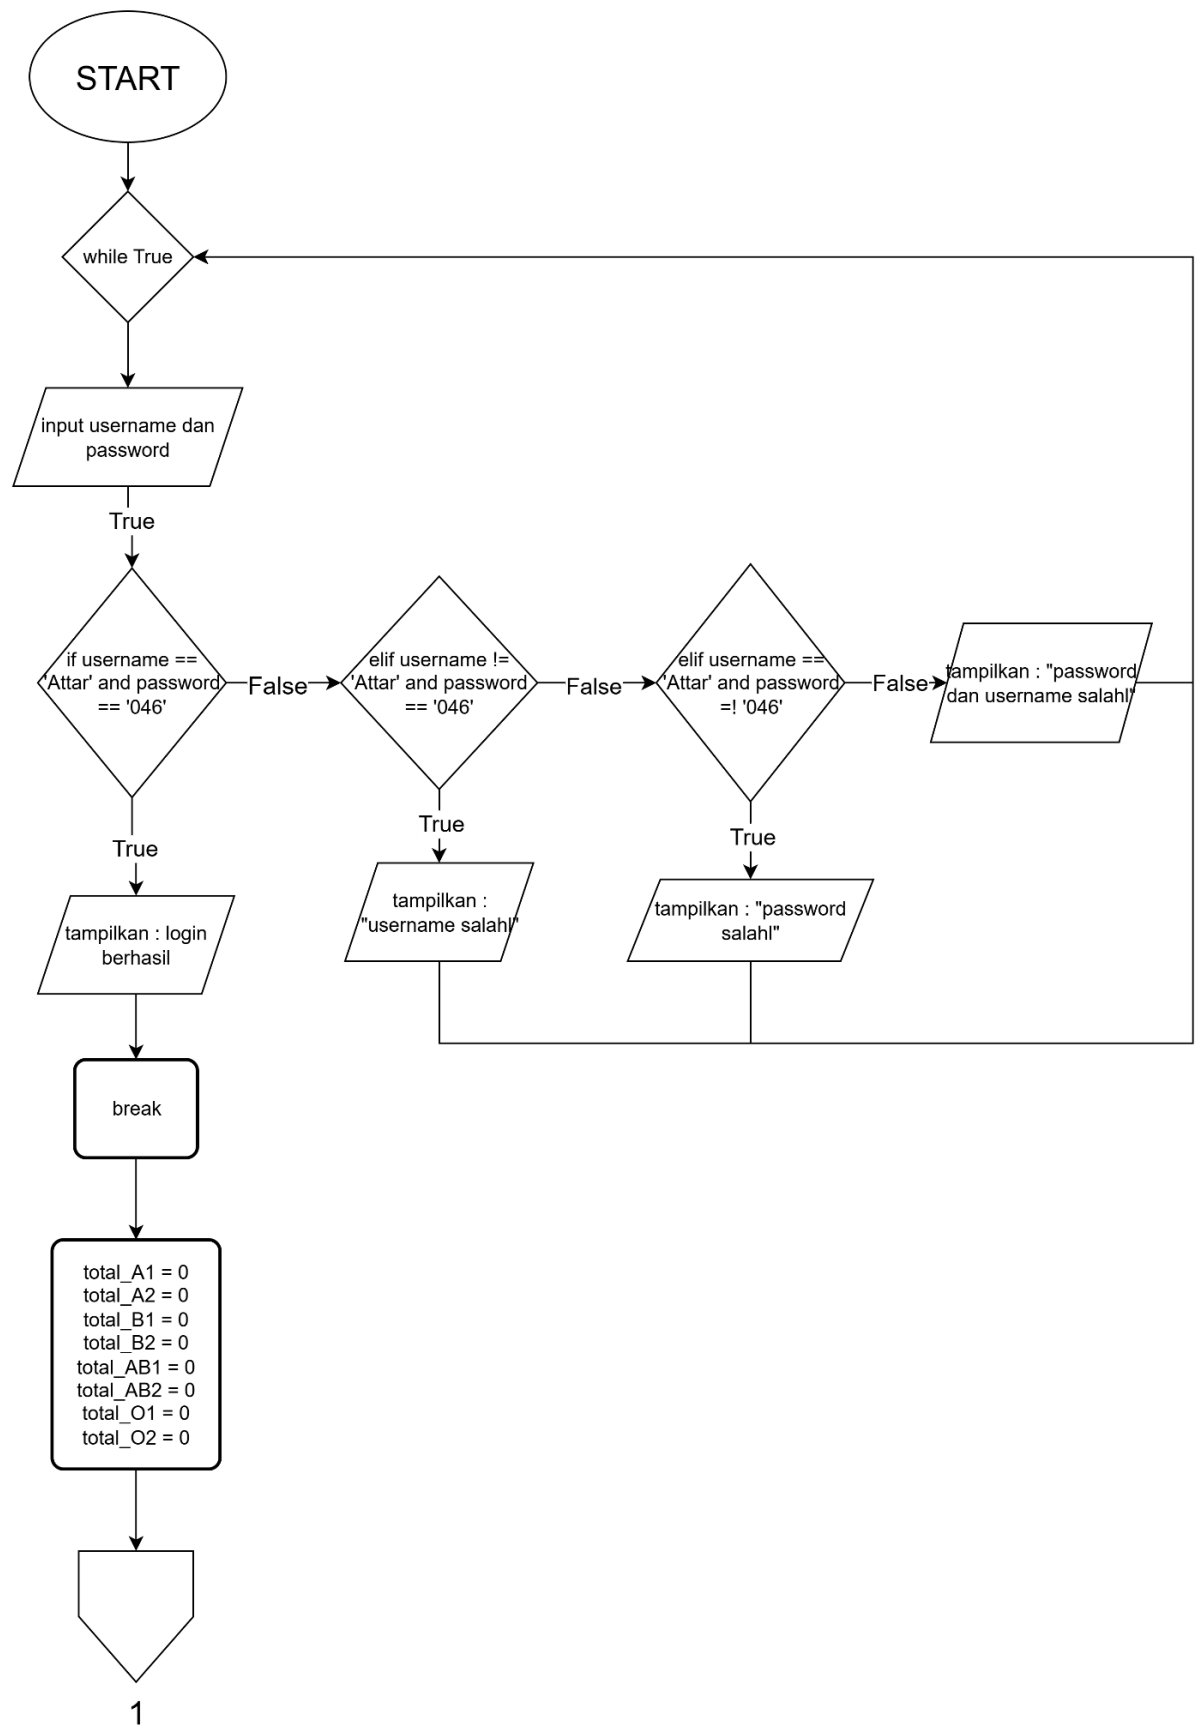 START
while True
input username dan
password
True
if username ==
'Attar' and password
== '046'
False
elif username !=
'Attar' and password
== '046'
False
elif username ==
'Attar' and password
=! '046'
False
tampilkan : "password
dan username salahl"
True
tampilkan : login
berhasil
True
tampilkan :
"username salahl"
True
tampilkan : "password
salahl"
break
total_A1 = 0
total_A2 = 0
total_B1 = 0
total_B2 = 0
total_AB1 = 0
total_AB2 = 0
total_O1 = 0
total_O2 = 0
1